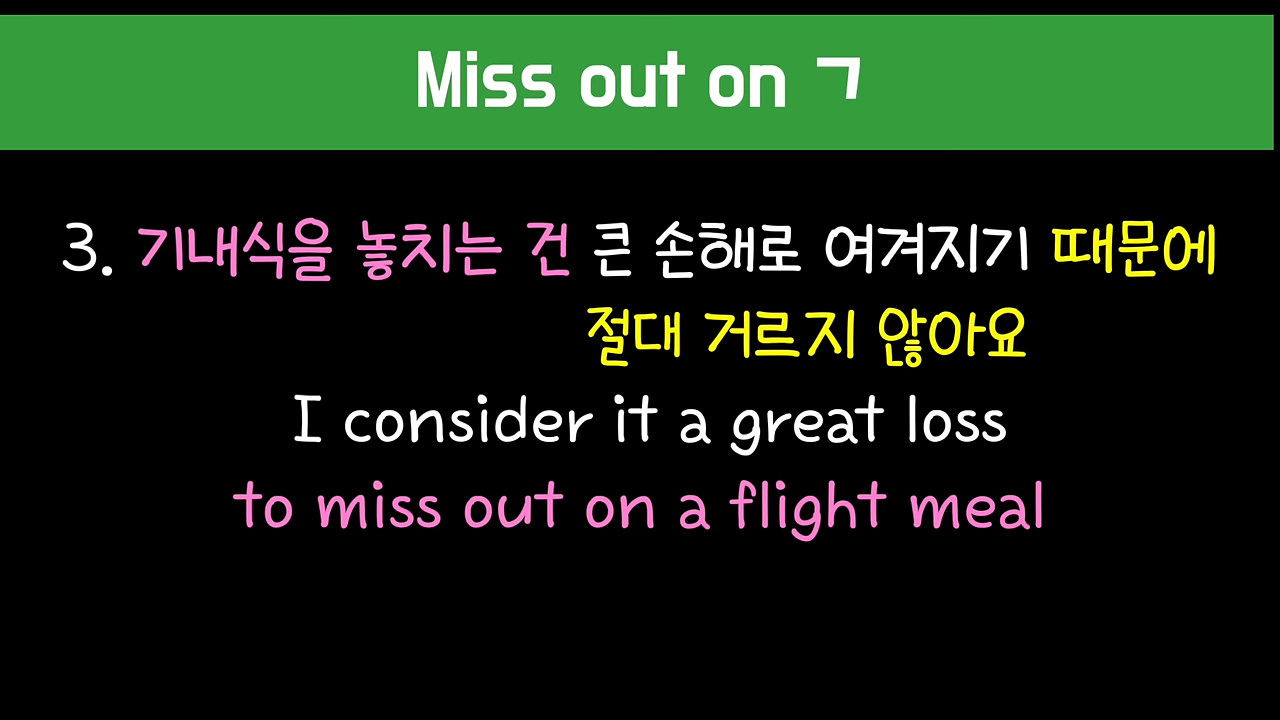 Miss out on ㄱ
3. 기내식을 놓치는 건 큰 손해로 여겨지기 때문에
절대 거르지 않아요
I consider it a great loss
to miss out on a flight meal